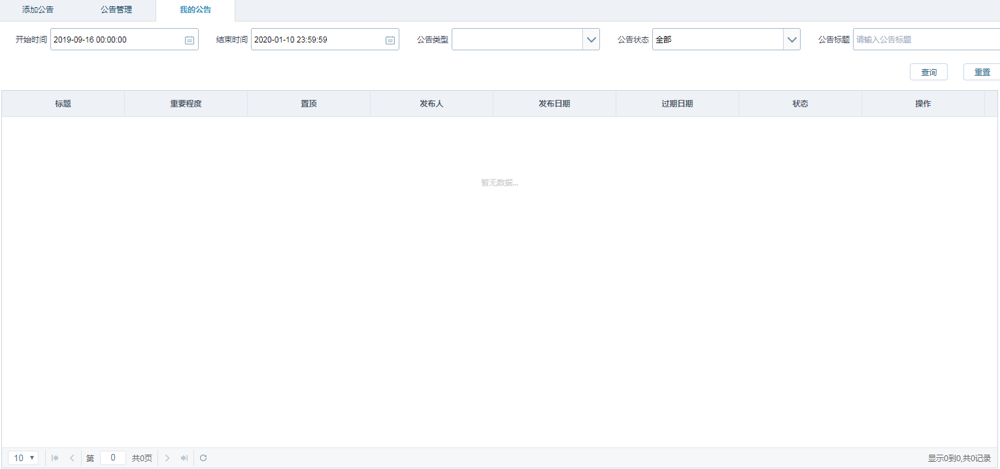 添加公告 公告管理 我的公告
开始时间 2019-09-16 00:00:00 结束时间 2020-01-10 23:59:59 公告类型 公告状态 全部 公告标题 请输入公告标题
查询 重置
标题 重要程度 置顶 发布人 发布日期 过期日期 状态 操作
暂无数据...
10 第 0 共0页 显示0到0,共0记录